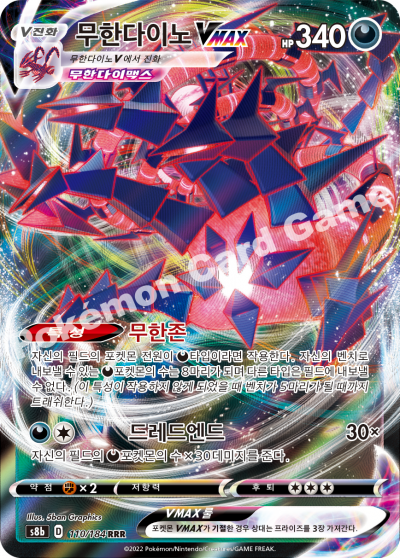 V진화
무한다이노 VMAX HP 340
무한다이노 V에서 진화
무한다이맥스
Pokémon Card Game
특성 무한존
자신의 필드의 포켓몬 전원이 타입이라면 작용한다. 자신의 벤치로
내보낼 수 있는 포켓몬의 수는 8마리가 되며 다른 타입은 필드에 내보낼
수 없다. (이 특성이 작용하지 않게 되었을 때 벤치가 5마리가 될 때까지
트래쉬한다.)
드레드엔드 30×
자신의 필드의 포켓몬의 수 × 30데미지를 준다.
약점 ×2 저항력 후퇴
Illus. 5ban Graphics
s8b D 110/184 RRR
VMAX 룰
포켓몬 VMAX가 기절한 경우 상대는 프라이즈를 3장 가져간다.
©2022 Pokémon/Nintendo/Creatures/GAME FREAK.